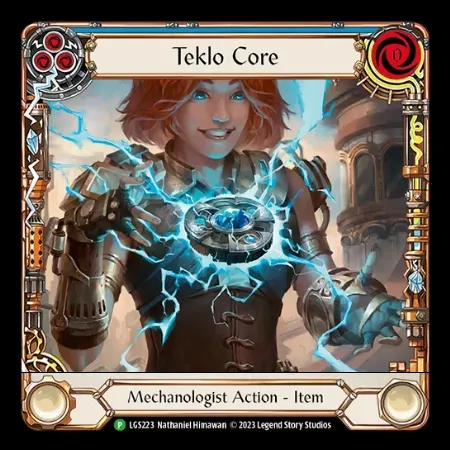 Teklo Core
0
Mechanologist Action - Item
P LGS223 Nathaniel Himawan © 2023 Legend Story Studios